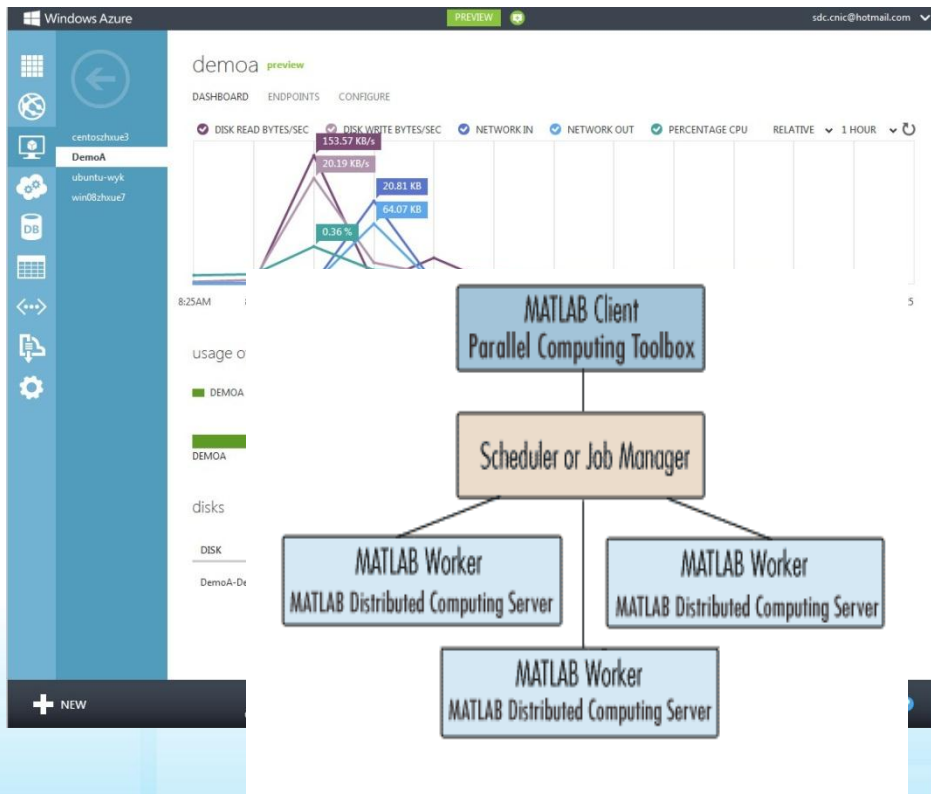 Windows Azure
PREVIEW
sdc.cnic@hotmail.com
demoa preview
DASHBOARD ENDPOINTS CONFIGURE
centoszhxue3
DemoA
ubuntu-wyk
win08zhxue7
DB
DISK READ BYTES/SEC DISK WRITE BYTES/SEC NETWORK IN NETWORK OUT PERCENTAGE CPU RELATIVE 1 HOUR
153.57 KB/s
20.19 KB/s
20.81 KB
64.07 KB
0.36 %
8:25AM
5
usage o
DEMOA
DEMOA
disks
DISK
DemoA-De
NEW
MATLAB Client
Parallel Computing Toolbox
Scheduler or Job Manager
MATLAB Worker
MATLAB Distributed Computing Server
MATLAB Worker
MATLAB Distributed Computing Server
MATLAB Worker
MATLAB Distributed Computing Server